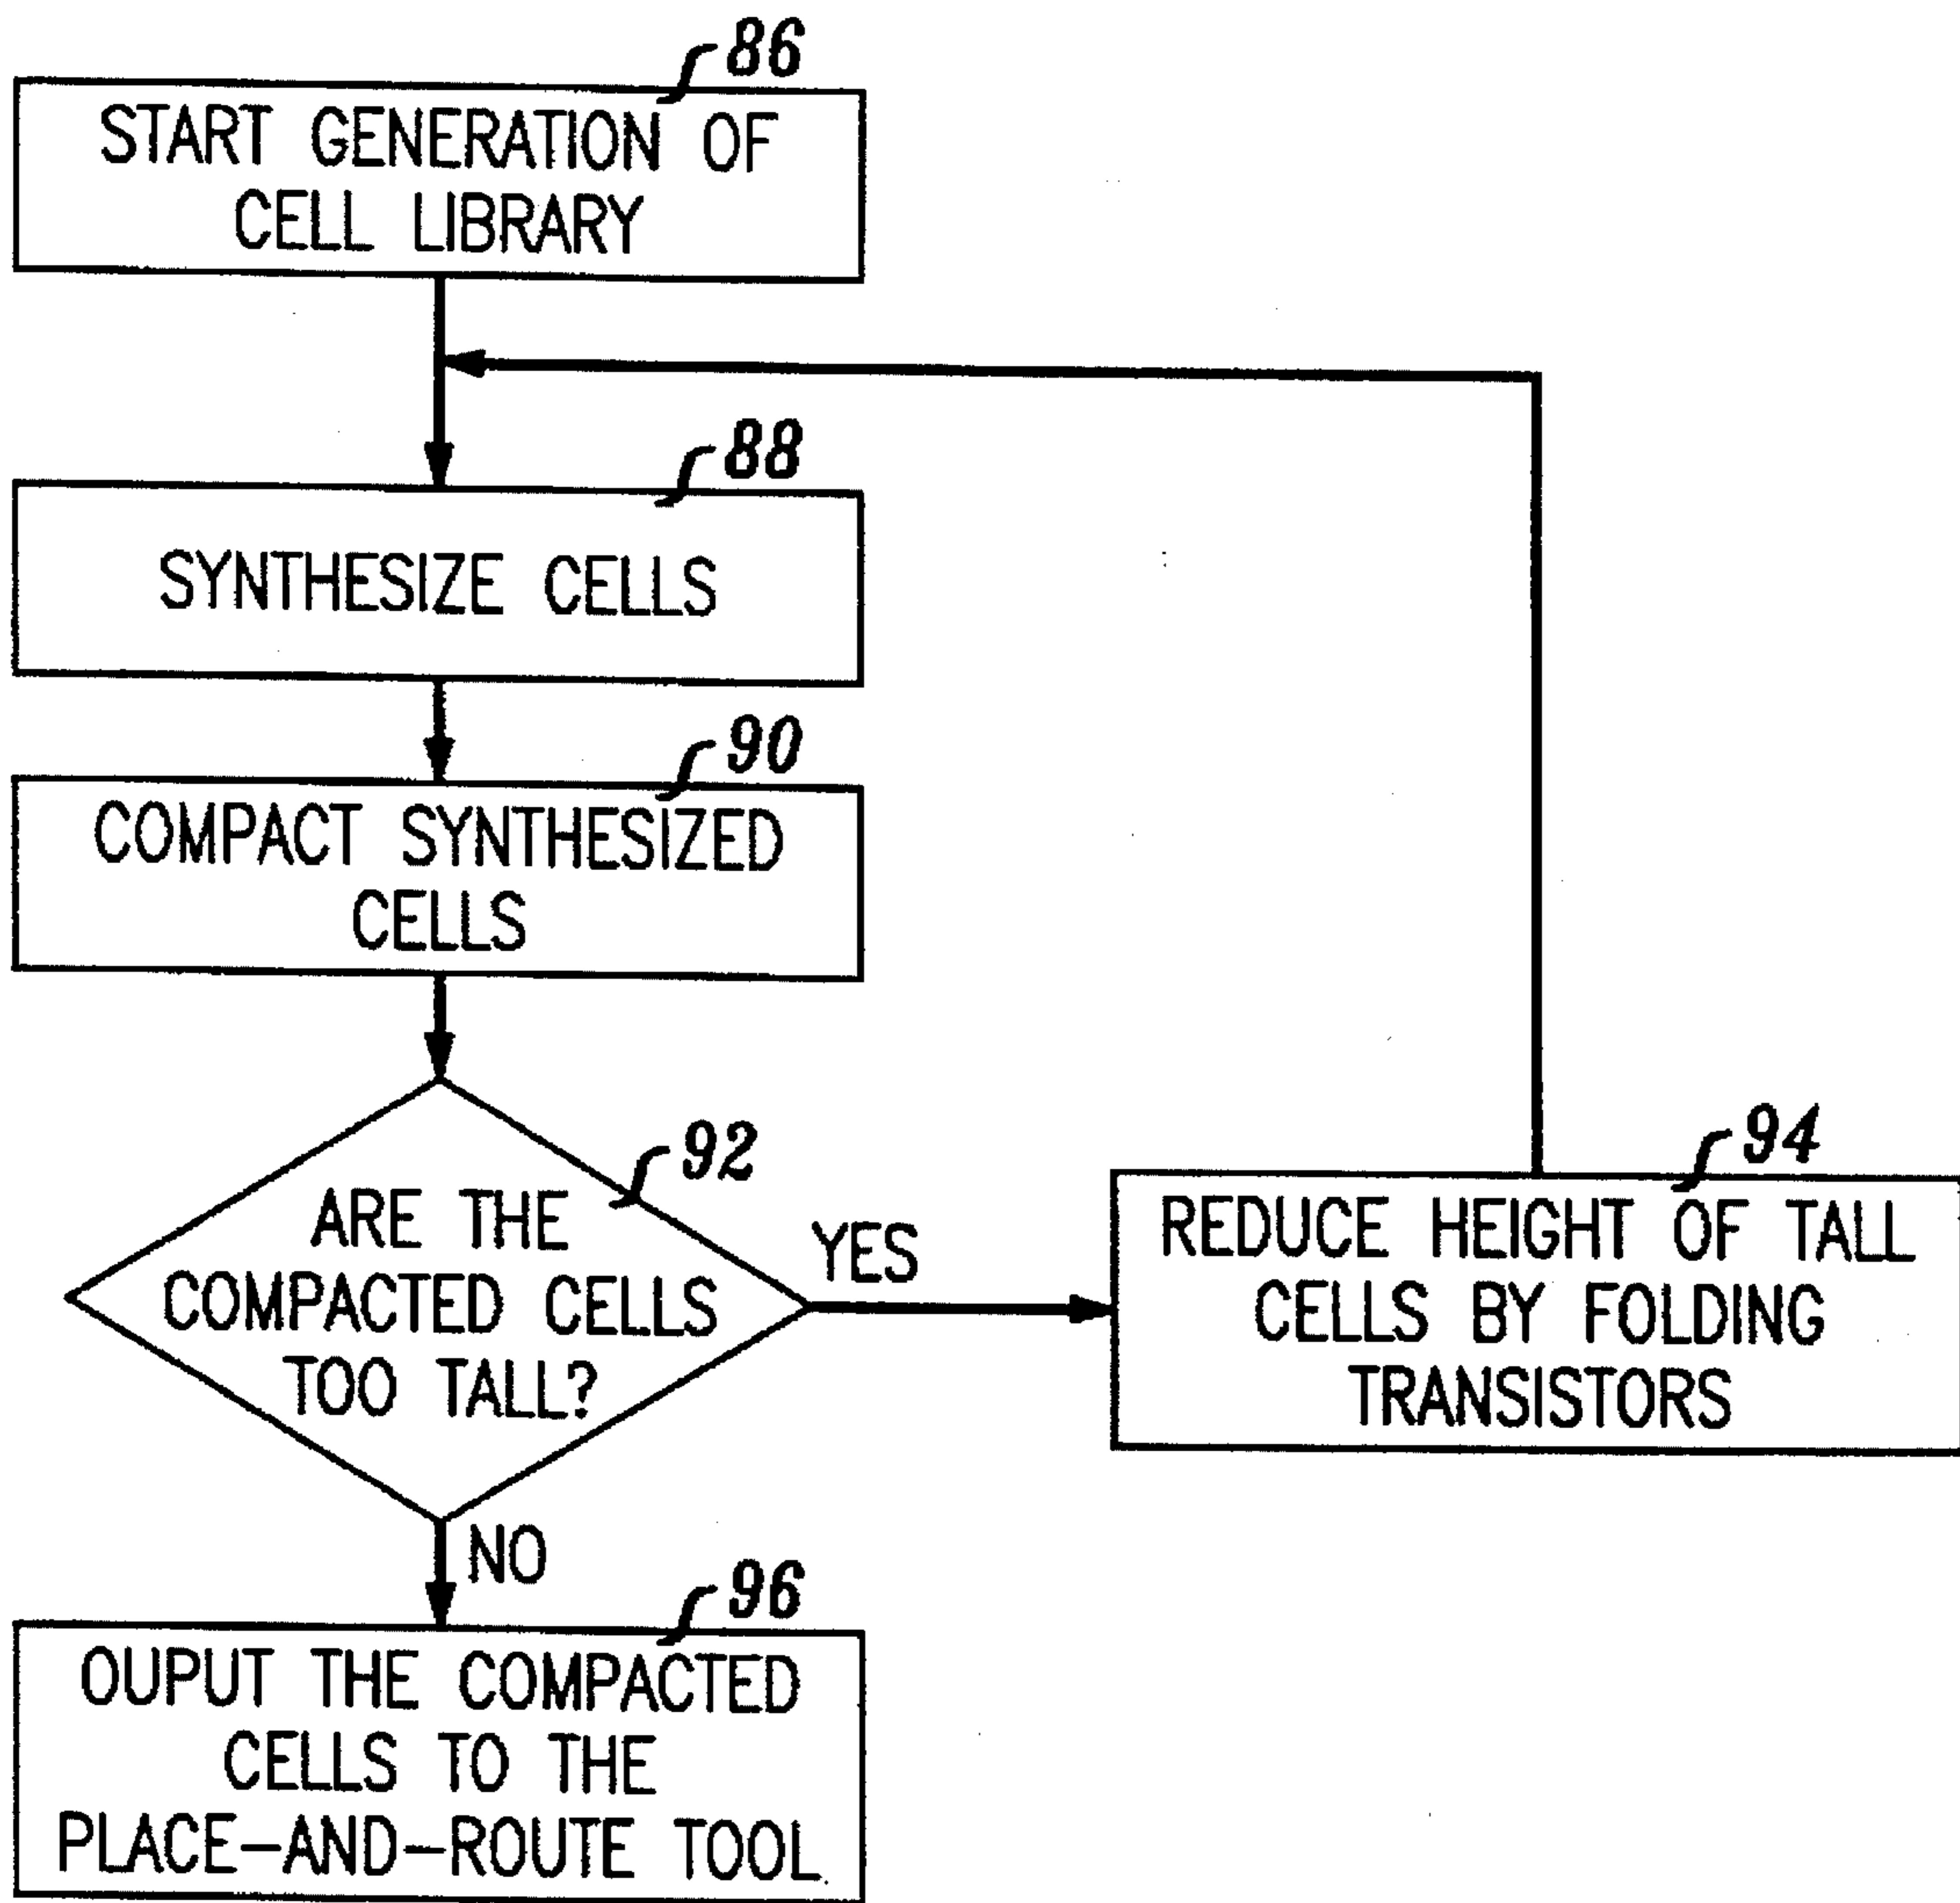 86
START GENERATION OF
CELL LIBRARY
88
SYNTHESIZE CELLS
90
COMPACT SYNTHESIZED
CELLS
92
ARE THE
COMPACTED CELLS
TOO TALL?
YES
94
REDUCE HEIGHT OF TALL
CELLS BY FOLDING
TRANSISTORS
NO
96
OUPUT THE COMPACTED
CELLS TO THE
PLACE-AND-ROUTE TOOL